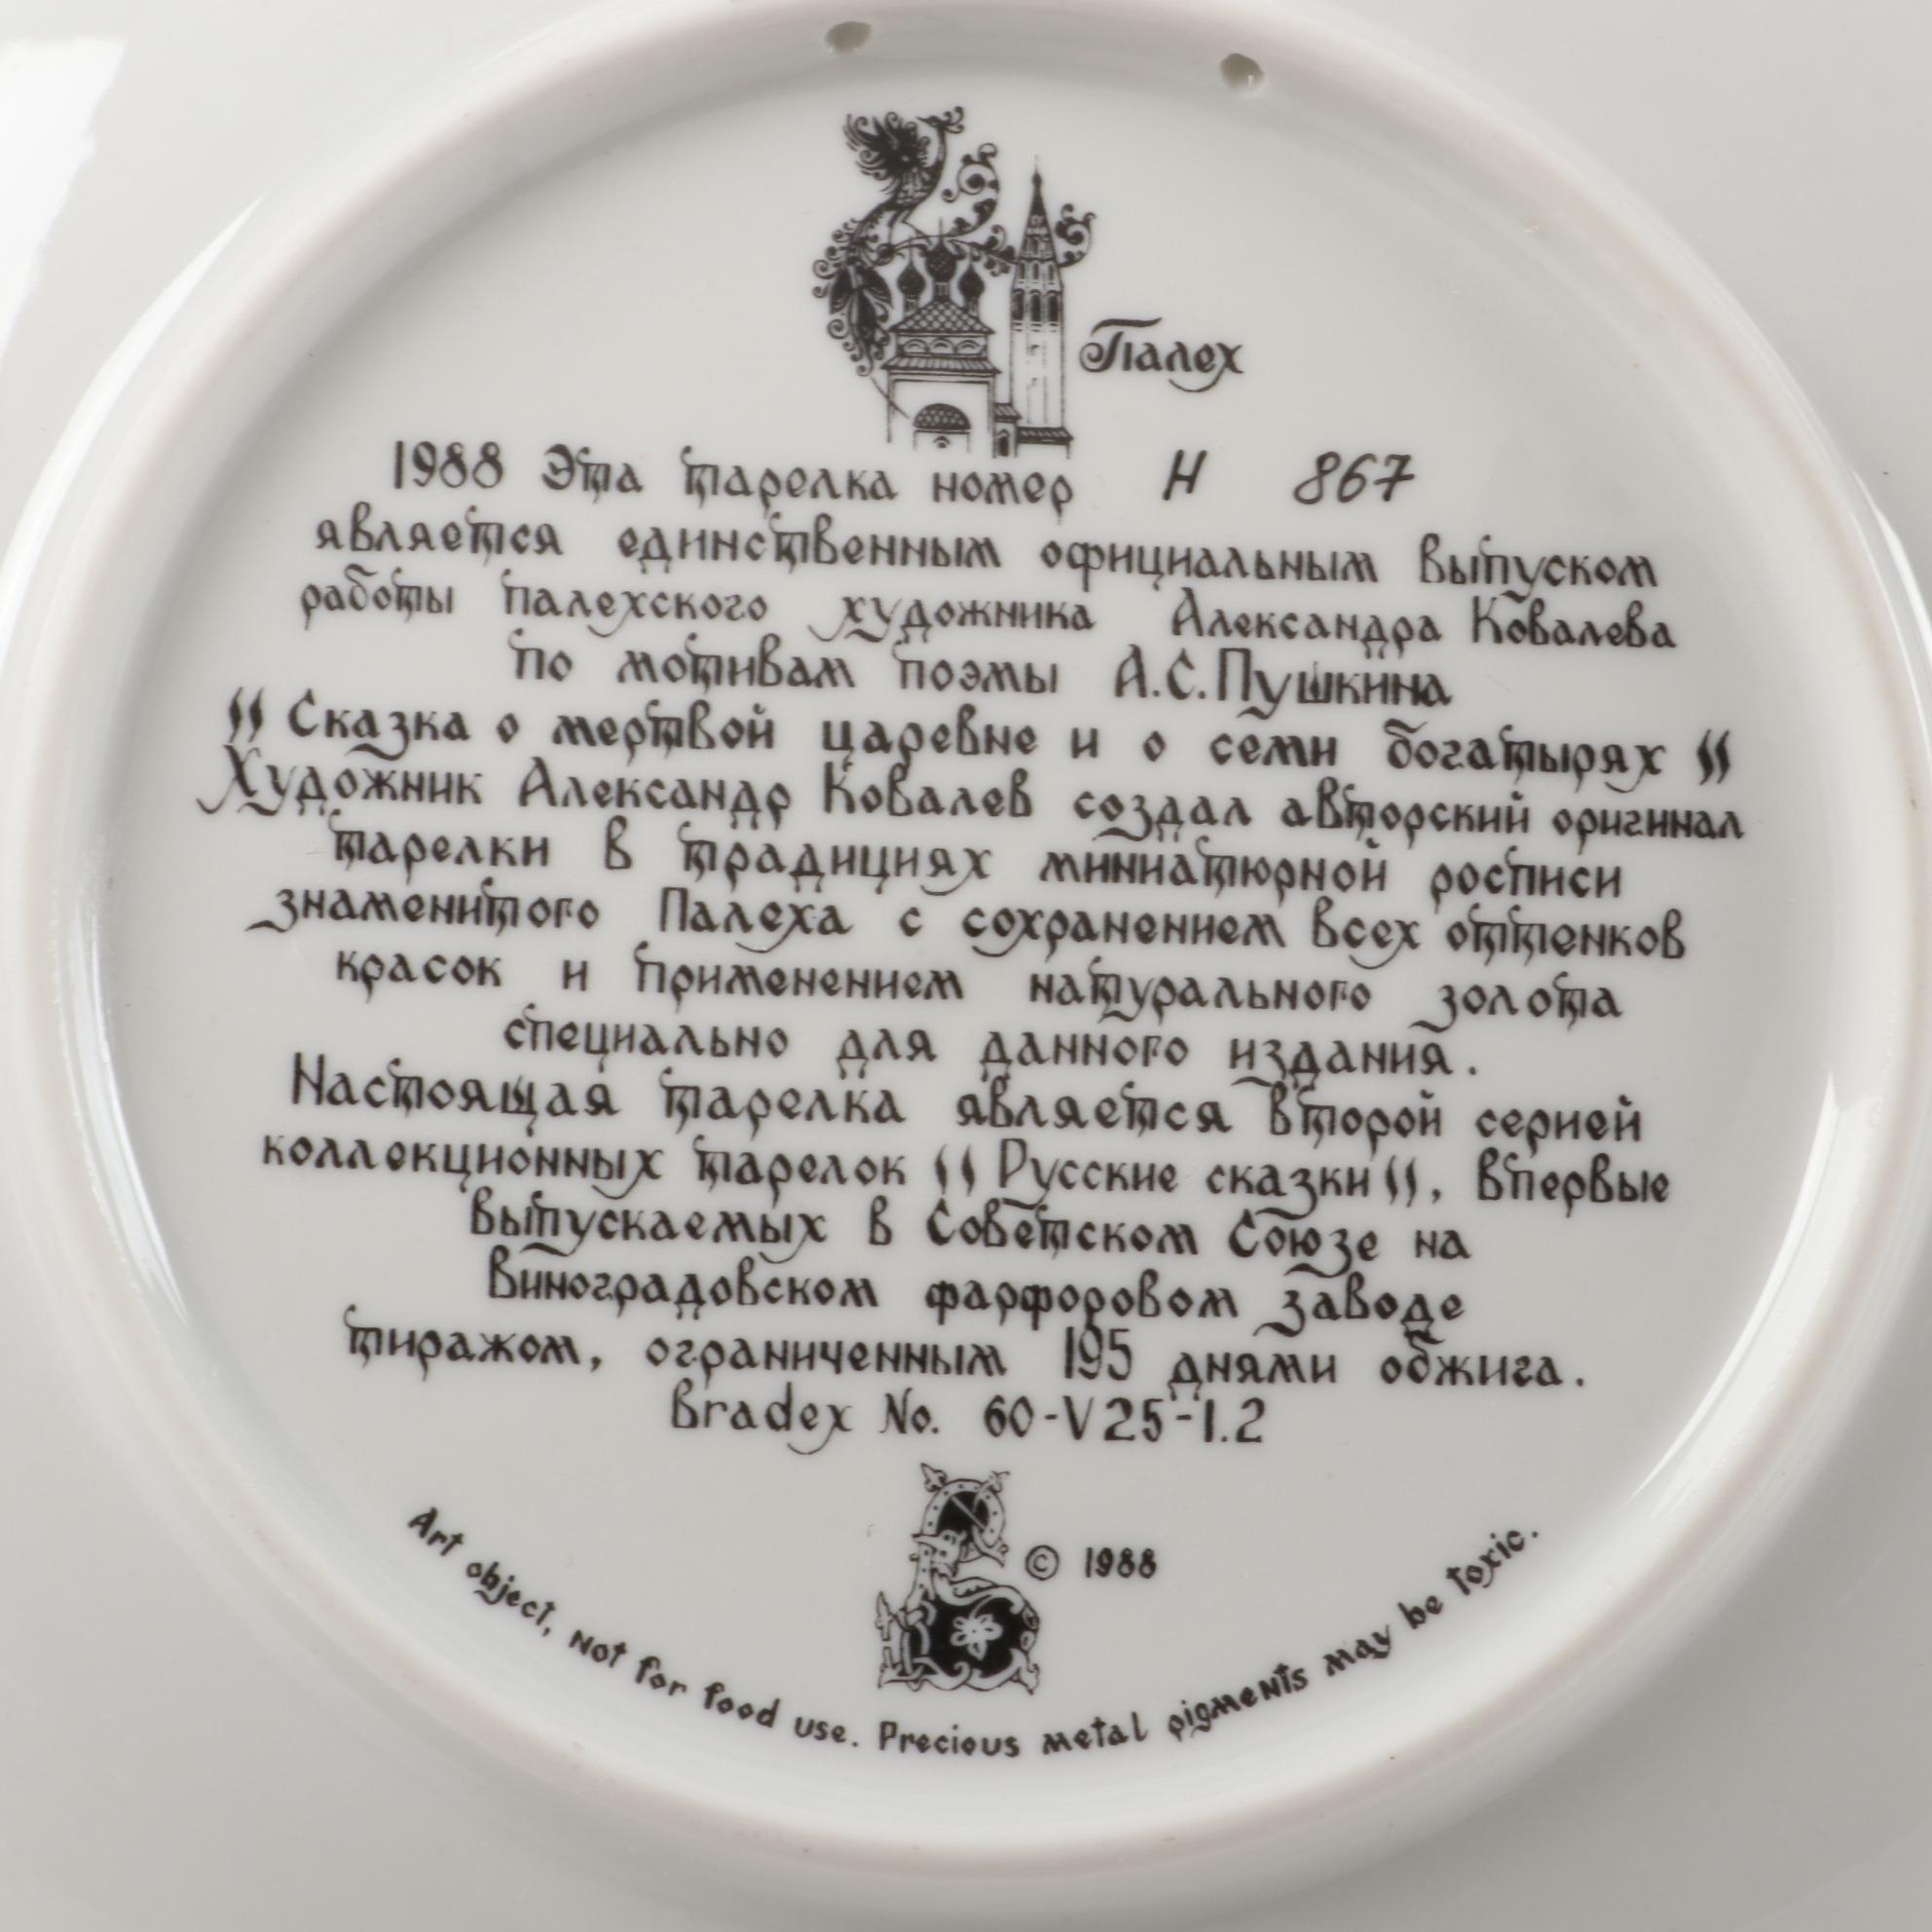 Палех
1988 Эта тарелка номер Н 867
является единственным официальным выпуском
работы палехского художника Александра Ковалева
по мотивам поэмы А.С.Пушкина
"Сказка о мертвой царевне и о семи богатырях"
Художник Александр Ковалев создал авторский оригинал
тарелки в традициях миниатюрной росписи
знаменитого Палеха с сохранением всех оттенков
красок и применением натурального золота
специально для данного издания.
Настоящая тарелка является второй серией
коллекционных тарелок "Русские сказки", впервые
выпускаемых в Советском Союзе на
Виноградовском фарфоровом заводе
тиражом, ограниченным 195 днями обжига.
Bradex No. 60-V25-1.2
© 1988
Art object, not for food use. Precious metal pigments may be toxic.